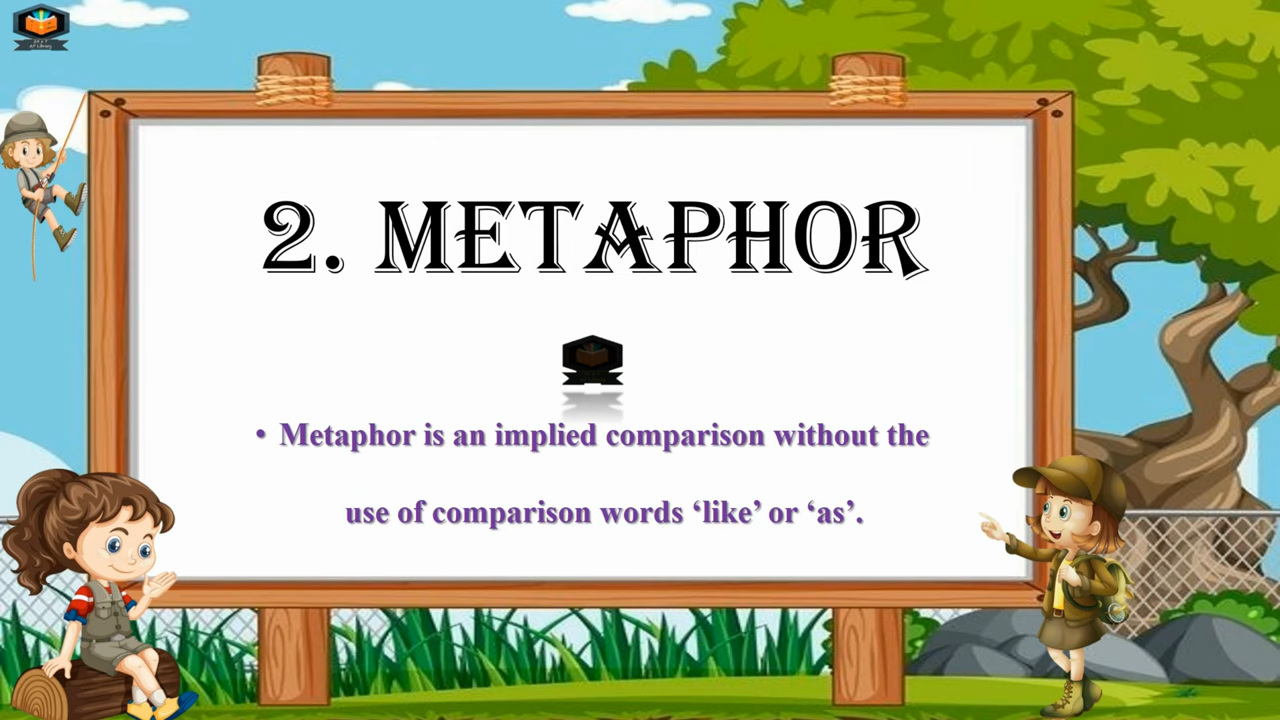 2. METAPHOR
• Metaphor is an implied comparison without the
use of comparison words ‘like’ or ‘as’.